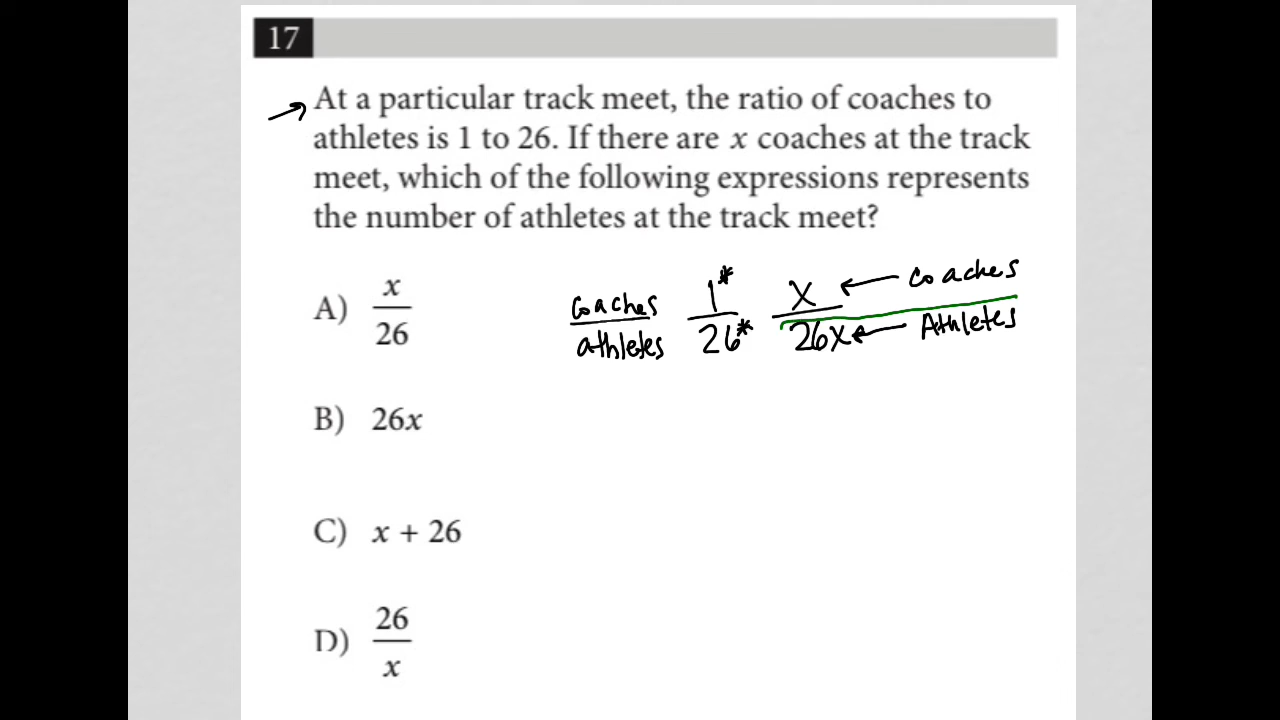 17
At a particular track meet, the ratio of coaches to
athletes is 1 to 26. If there are x coaches at the track
meet, which of the following expressions represents
the number of athletes at the track meet?
A) x/26
coaches/athletes 1*/26* x/26x ← coaches
← Athletes
B) 26x
C) x + 26
D) 26/x